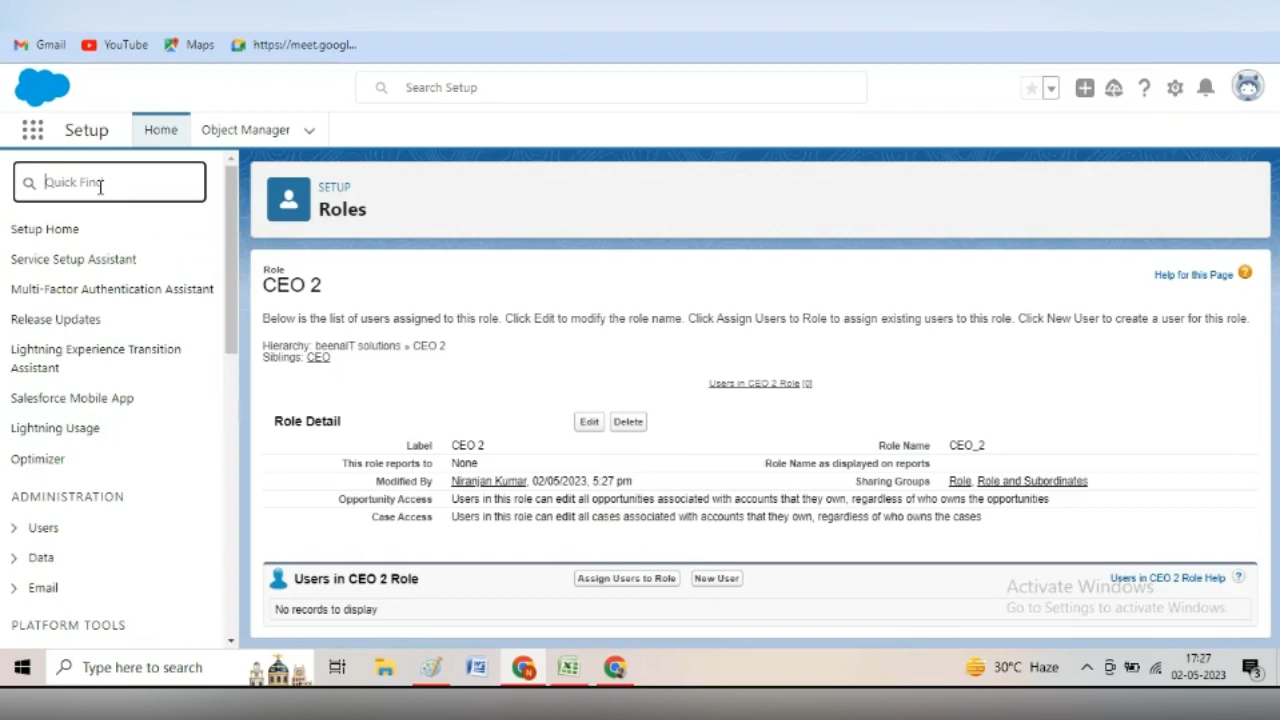 Gmail YouTube Maps https://meet.googl...
Search Setup
Setup Home Object Manager
Quick Find
Setup Home
Service Setup Assistant
Multi-Factor Authentication Assistant
Release Updates
Lightning Experience Transition
Assistant
Salesforce Mobile App
Lightning Usage
Optimizer
ADMINISTRATION
Users
Data
Email
PLATFORM TOOLS
SETUP
Roles
Role
CEO 2
Help for this Page
Below is the list of users assigned to this role. Click Edit to modify the role name. Click Assign Users to Role to assign existing users to this role. Click New User to create a user for this role.
Hierarchy: beenaIT solutions » CEO 2
Siblings: CEO
Users in CEO 2 Role [0]
Role Detail Edit Delete
Label CEO 2 Role Name CEO_2
This role reports to None Role Name as displayed on reports
Modified By Niranjan Kumar, 02/05/2023, 5:27 pm Sharing Groups Role, Role and Subordinates
Opportunity Access Users in this role can edit all opportunities associated with accounts that they own, regardless of who owns the opportunities
Case Access Users in this role can edit all cases associated with accounts that they own, regardless of who owns the cases
Users in CEO 2 Role Assign Users to Role New User Users in CEO 2 Role Help ?
No records to display
Activate Windows
Go to Settings to activate Windows.
Type here to search 30°C Haze 17:27
02-05-2023
3